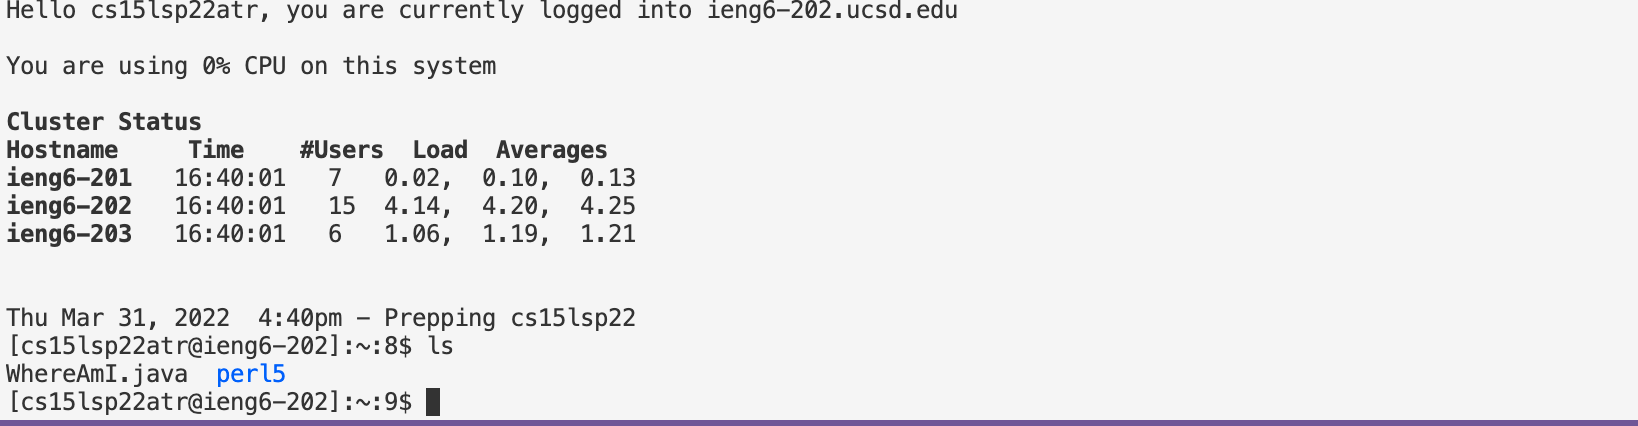 Hello cs15lsp22atr, you are currently logged into ieng6-202.ucsd.edu
You are using 0% CPU on this system
Cluster Status
Hostname     Time    #Users  Load  Averages
ieng6-201   16:40:01   7   0.02,  0.10,  0.13
ieng6-202   16:40:01   15  4.14,  4.20,  4.25
ieng6-203   16:40:01   6   1.06,  1.19,  1.21
Thu Mar 31, 2022  4:40pm - Prepping cs15lsp22
[cs15lsp22atr@ieng6-202]:~:8$ ls
WhereAmI.java  perl5
[cs15lsp22atr@ieng6-202]:~:9$